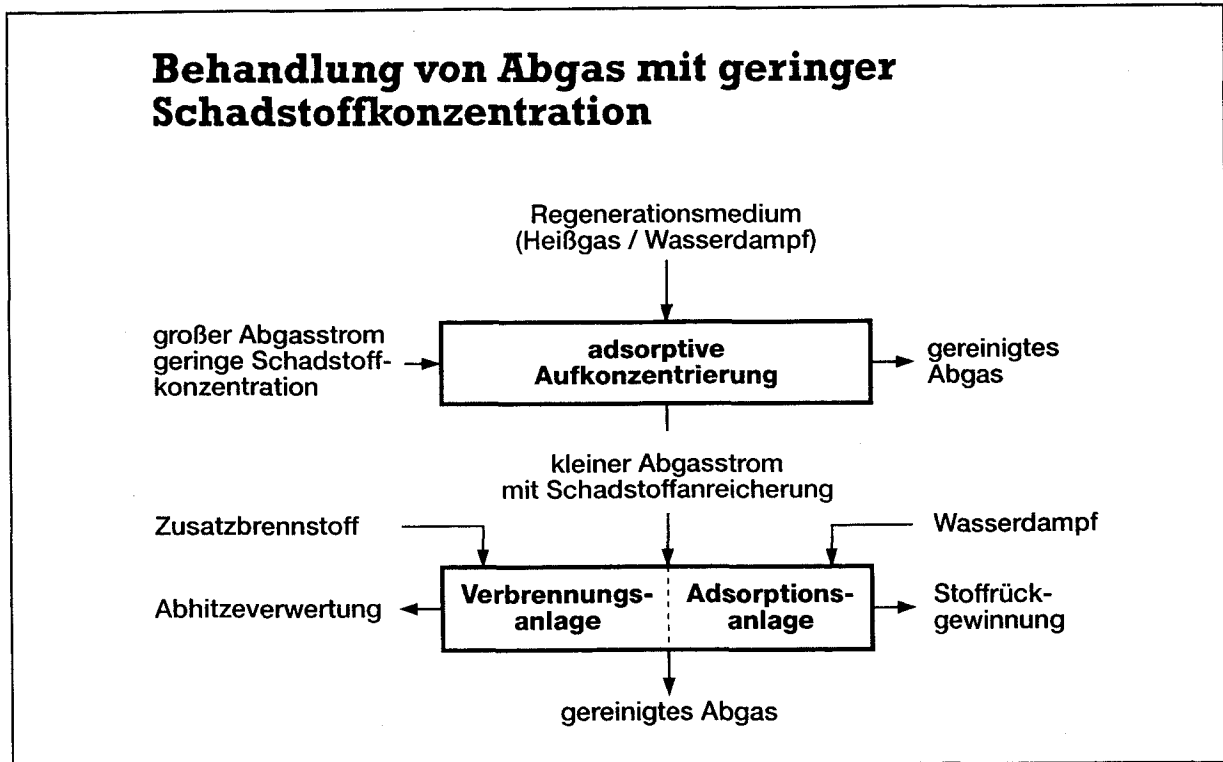 Behandlung von Abgas mit geringer
Schadstoffkonzentration
Regenerationsmedium
(Heißgas / Wasserdampf)
großer Abgasstrom
geringe Schadstoff-
konzentration
adsorptive
Aufkonzentrierung
gereinigtes
Abgas
kleiner Abgasstrom
mit Schadstoffanreicherung
Zusatzbrennstoff
Wasserdampf
Abhitzeverwertung
Verbrennungs-
anlage
Adsorptions-
anlage
Stoffrück-
gewinnung
gereinigtes Abgas